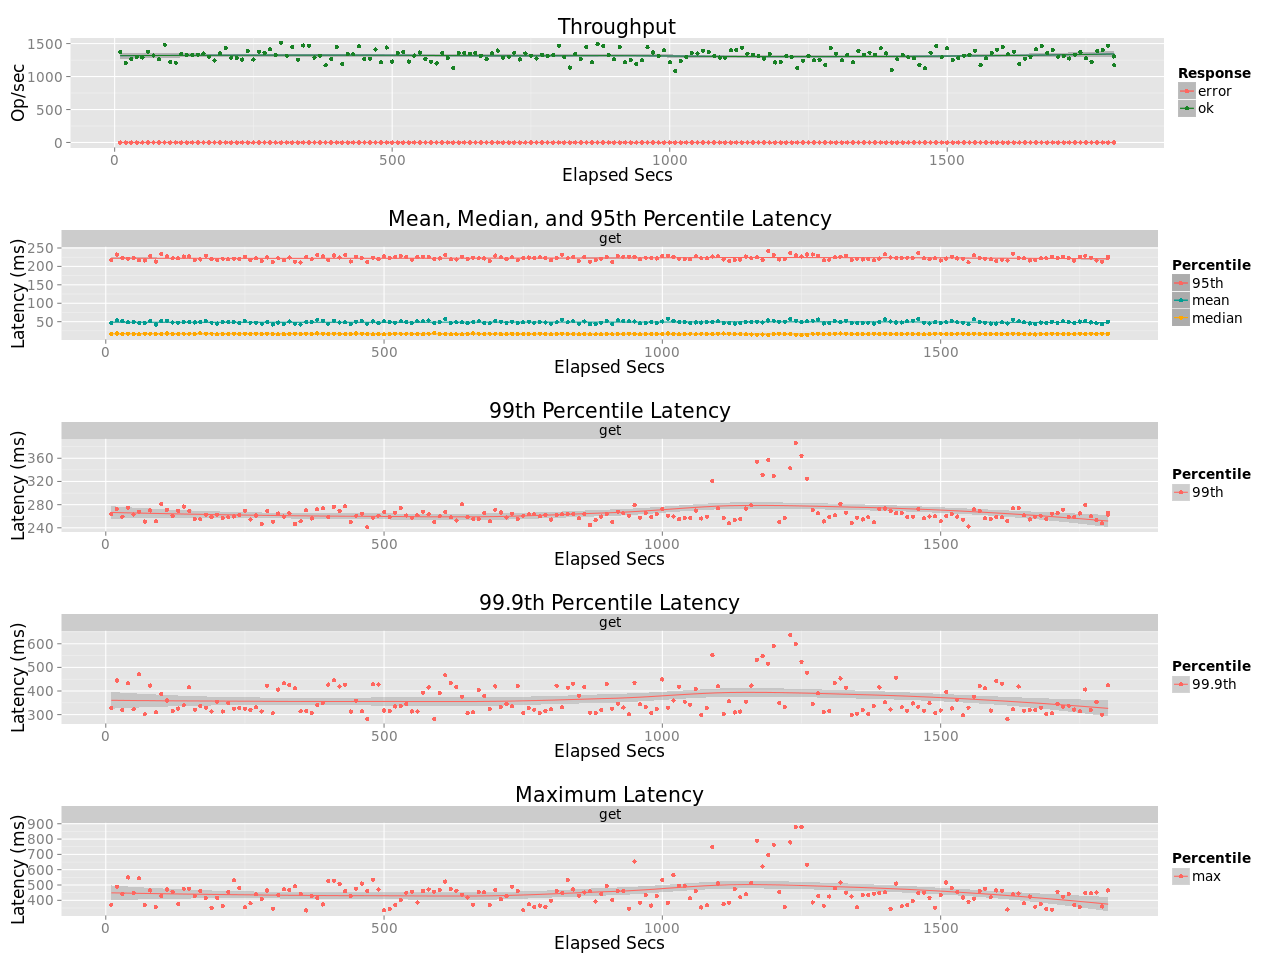 Throughput
1500
1000
500
0
Op/sec
0 500 1000 1500
Elapsed Secs
Response
error
ok
Mean, Median, and 95th Percentile Latency
get
250
200
150
100
50
Latency (ms)
0 500 1000 1500
Elapsed Secs
Percentile
95th
mean
median
99th Percentile Latency
get
360
320
280
240
Latency (ms)
0 500 1000 1500
Elapsed Secs
Percentile
99th
99.9th Percentile Latency
get
600
500
400
300
Latency (ms)
0 500 1000 1500
Elapsed Secs
Percentile
99.9th
Maximum Latency
get
900
800
700
600
500
400
Latency (ms)
0 500 1000 1500
Elapsed Secs
Percentile
max